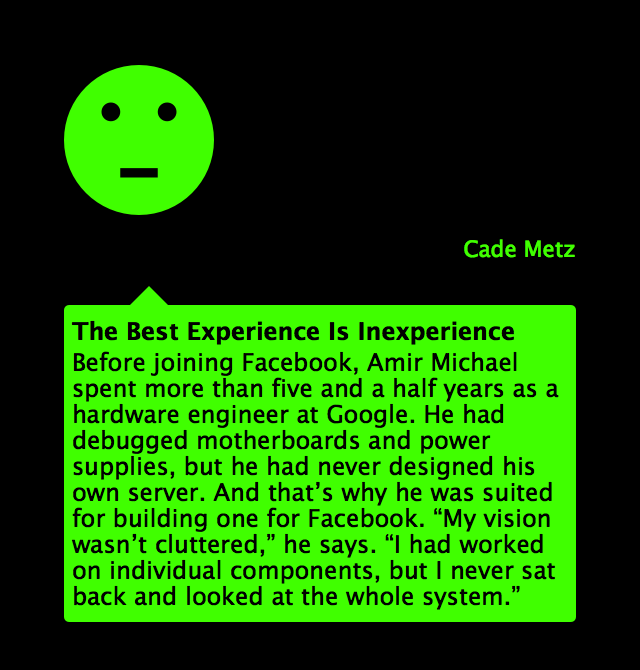 Cade Metz
The Best Experience Is Inexperience
Before joining Facebook, Amir Michael
spent more than five and a half years as a
hardware engineer at Google. He had
debugged motherboards and power
supplies, but he had never designed his
own server. And that’s why he was suited
for building one for Facebook. “My vision
wasn’t cluttered,” he says. “I had worked
on individual components, but I never sat
back and looked at the whole system.”